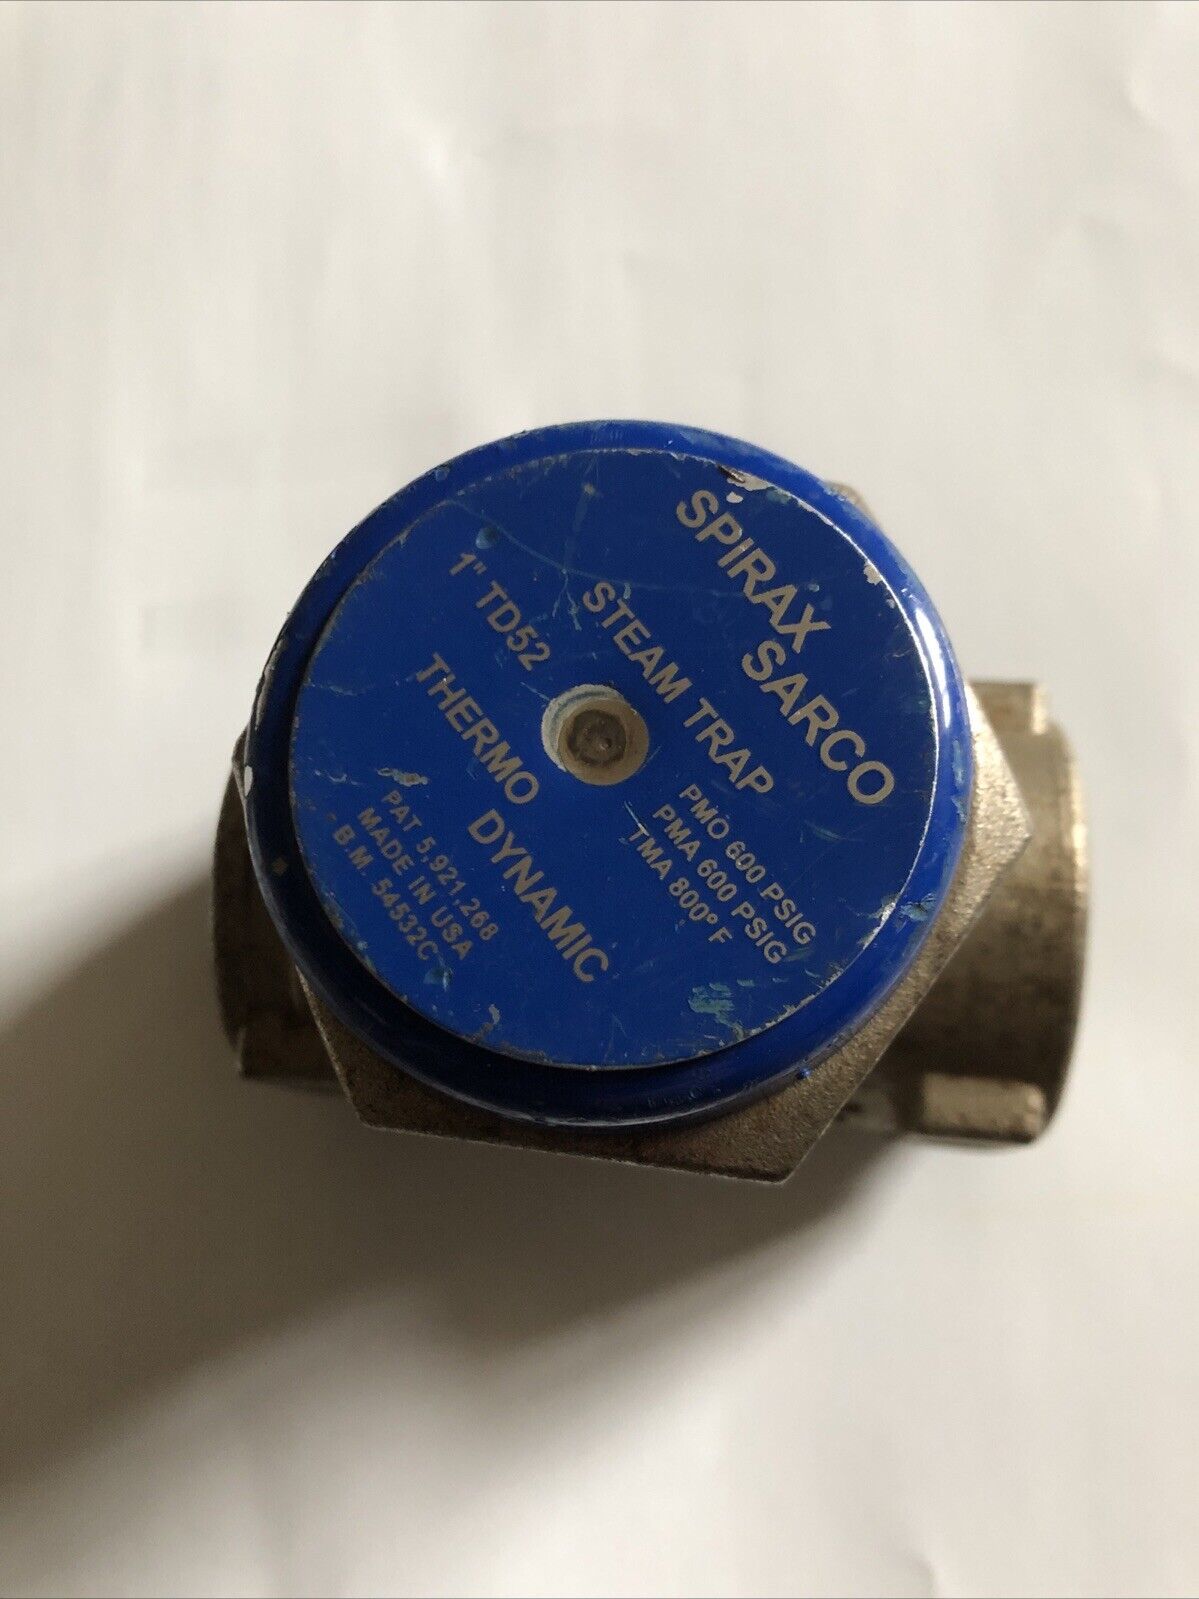 SPIRAX SARCO
STEAM TRAP
PMO 600 PSIG
PMA 600 PSIG
TMA 800° F
1" TD52
THERMO DYNAMIC
PAT 5,921,268
MADE IN USA
- B.M. 54532C